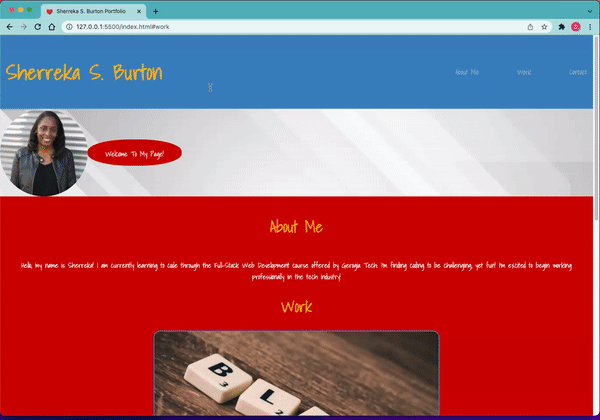 Sherreka S. Burton Portfolio
127.0.0.1:5500/index.html#work
Sherreka S. Burton
About Me
Work
Contact
Welcome To My Page!
About Me
Hello, my name is Sherreka! I am currently learning to code through the Full-Stack Web Development course offered by Georgia Tech. I'm finding coding to be challenging, yet fun! I'm excited to begin working
professionally in the tech industry!
Work
B
L